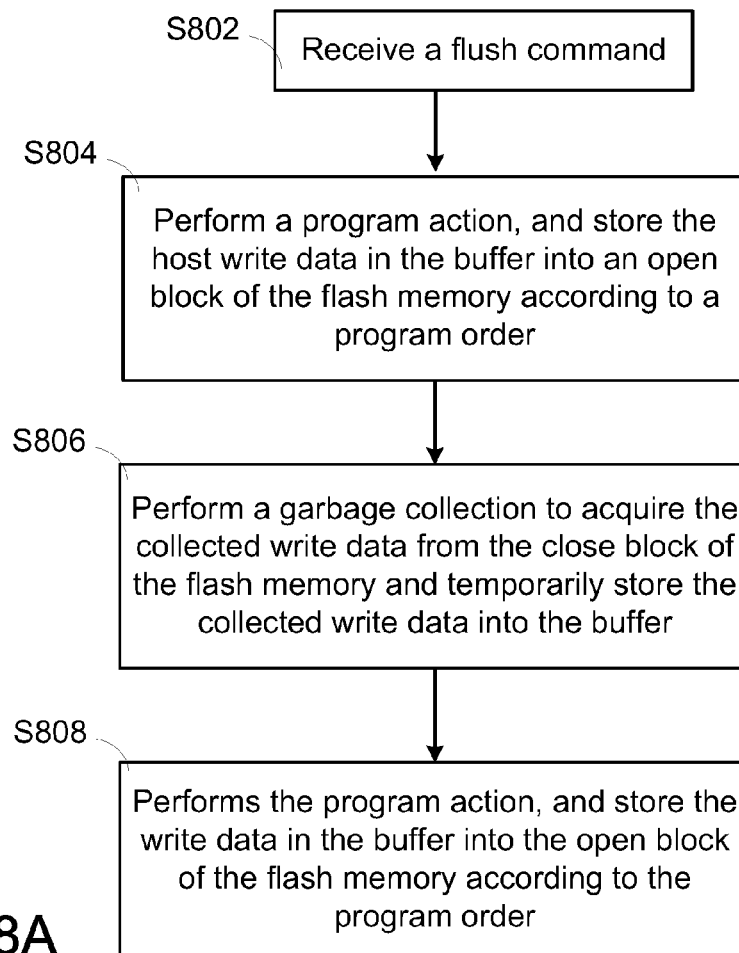 S802
Receive a flush command
S804
Perform a program action, and store the
host write data in the buffer into an open
block of the flash memory according to a
program order
S806
Perform a garbage collection to acquire the
collected write data from the close block of
the flash memory and temporarily store the
collected write data into the buffer
S808
Performs the program action, and store the
write data in the buffer into the open block
of the flash memory according to the
program order
8A